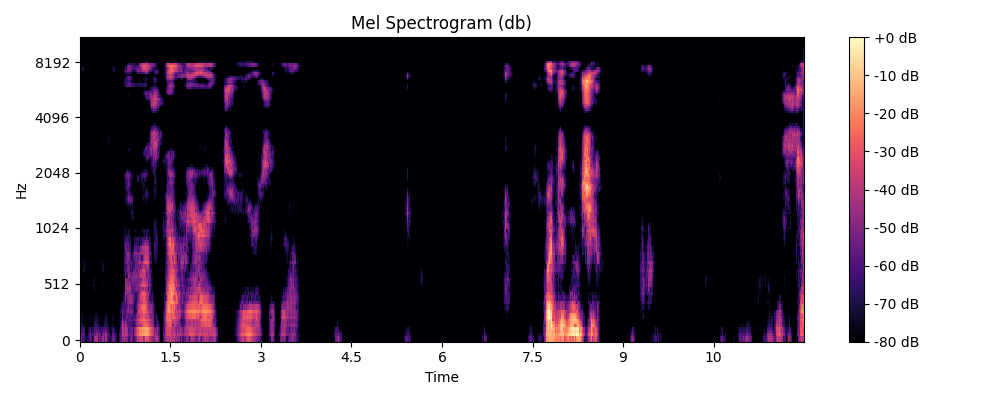 Mel Spectrogram (db)
+0 dB
8192
-10 dB
4096
-20 dB
-30 dB
2048
Hz
-40 dB
1024
-50 dB
-60 dB
512
-70 dB
0
-80 dB
0 1.5 3 4.5 6 7.5 9 10
Time